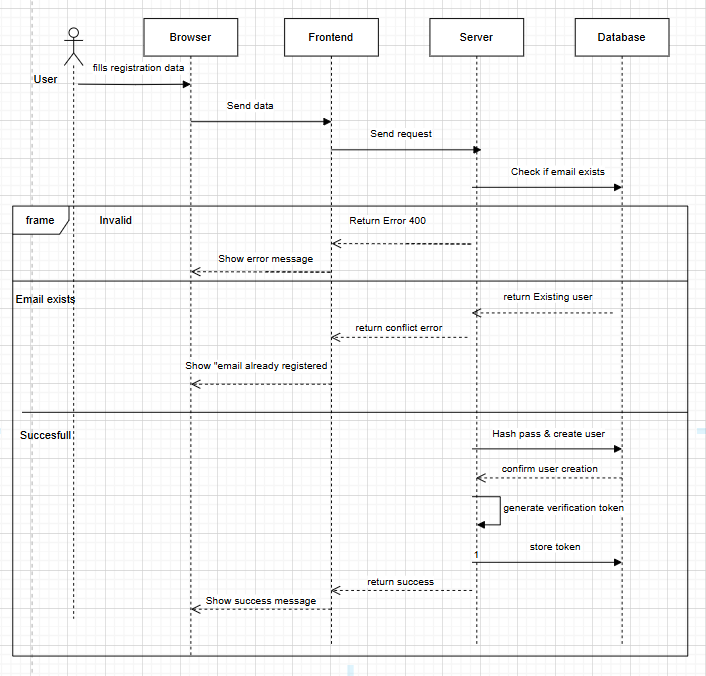 Browser
Frontend
Server
Database
User
fills registration data
Send data
Send request
Check if email exists
frame
Invalid
Return Error 400
Show error message
Email exists
return Existing user
return conflict error
Show "email already registered
Succesfull
Hash pass & create user
confirm user creation
generate verification token
1
store token
return success
Show success message